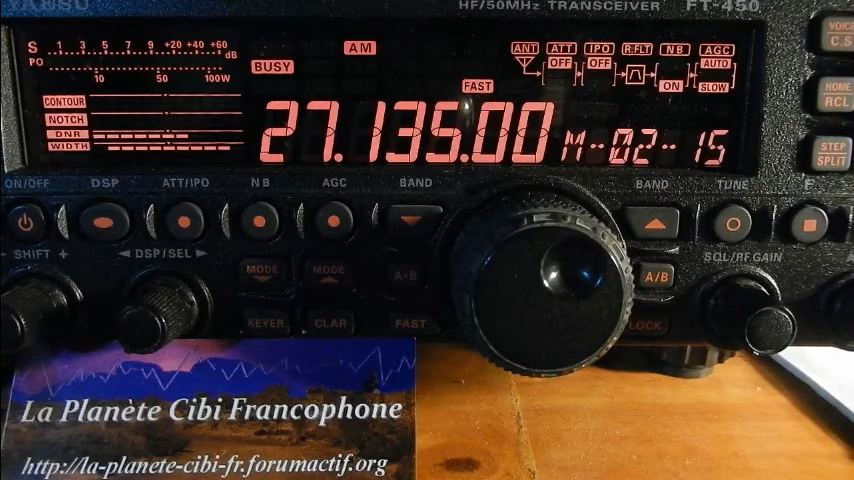 YAESU HF/50MHz TRANSCEIVER FT-450
S 1 3 5 7 9 +20 +40 +60 dB
PO
10 50 100W
BUSY
AM
ANT ATT IPO R.FLT NB AGC
OFF OFF AUTO
ON SLOW
FAST
CONTOUR
NOTCH
DNR
WIDTH
27.135.00 M-02-15
VOICE
C.S
HOME
RCL
STEP
SPLIT
ON/OFF DSP ATT/IPO NB AGC BAND BAND TUNE F
- SHIFT + ◄ DSP/SEL ► SQL/RF GAIN
MODE MODE A=B A/B
KEYER CLAR FAST LOCK
La Planète Cibi Francophone
http://la-planete-cibi-fr.forumactif.org